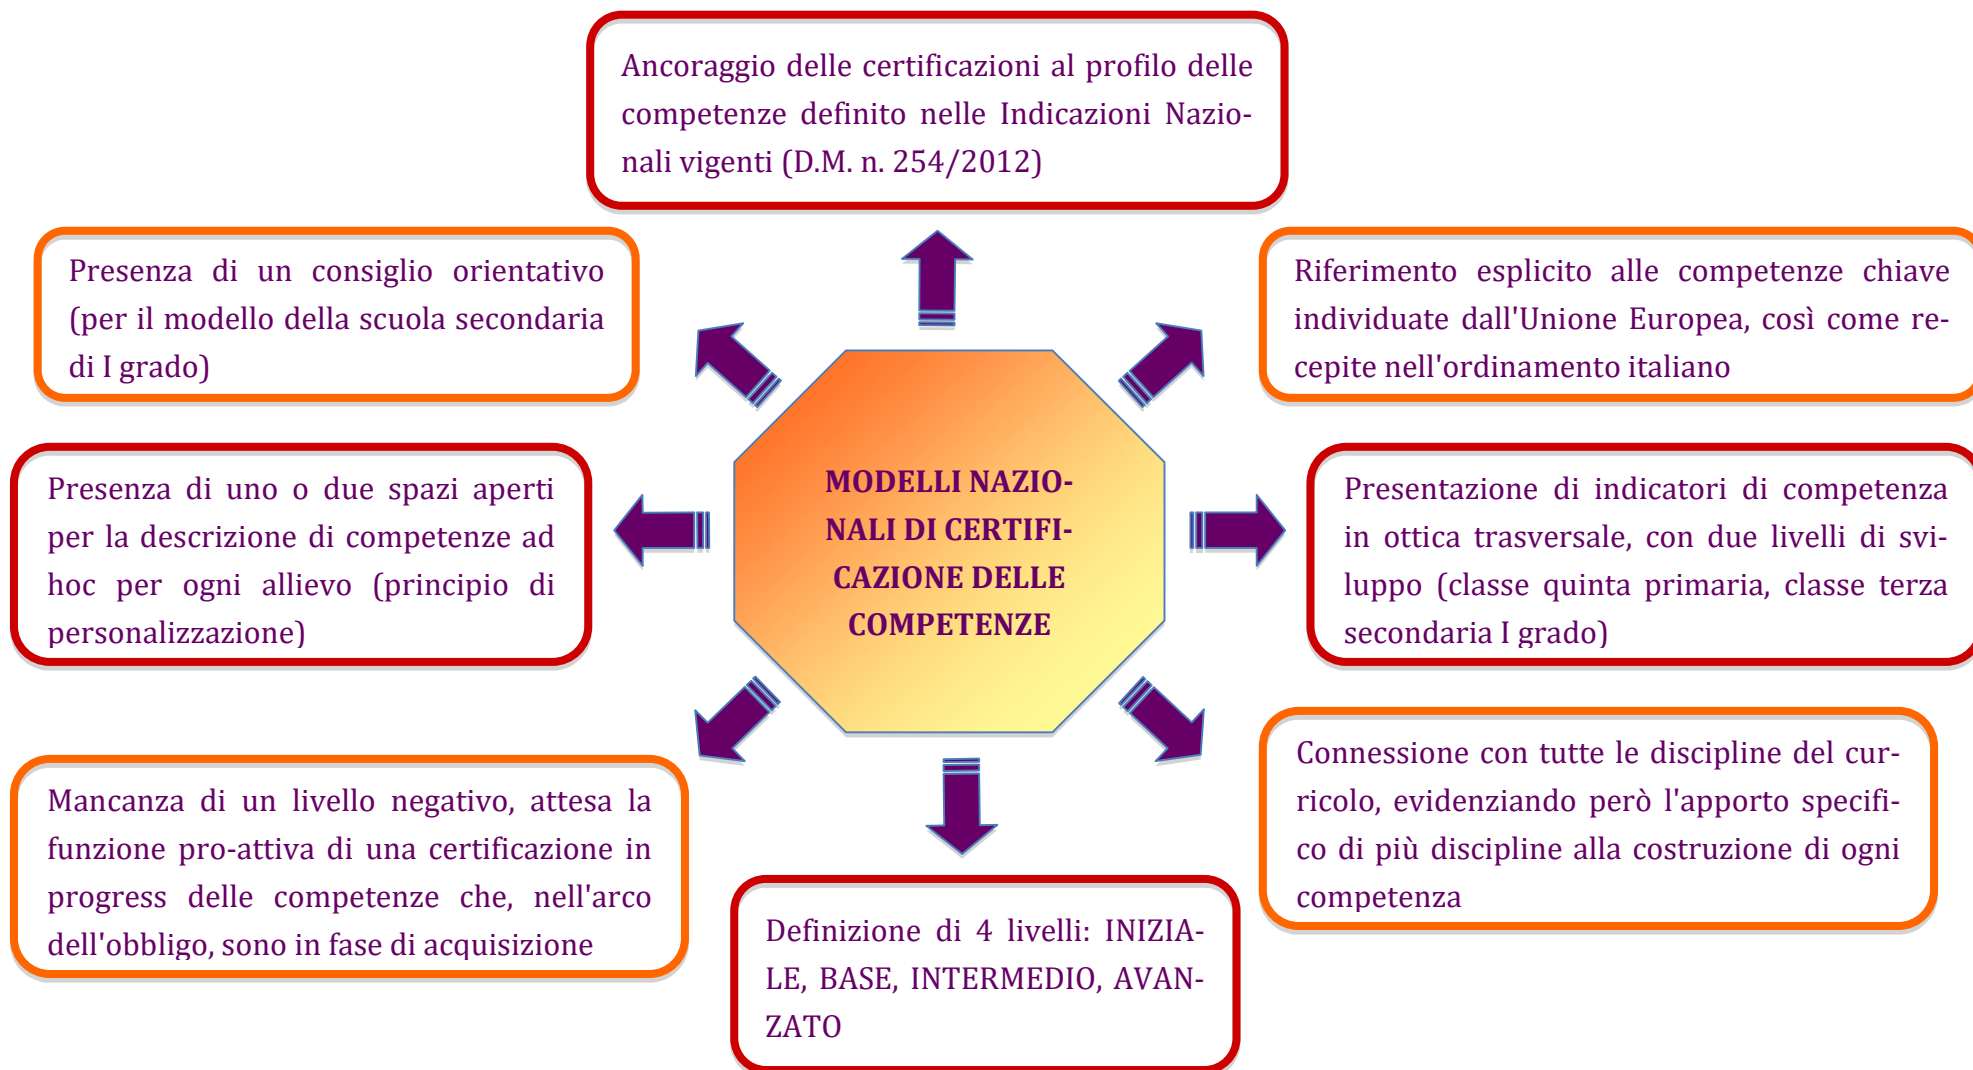 Ancoraggio delle certificazioni al profilo delle
competenze definito nelle Indicazioni Nazio-
nali vigenti (D.M. n. 254/2012)
Presenza di un consiglio orientativo
(per il modello della scuola secondaria
di I grado)
Riferimento esplicito alle competenze chiave
individuate dall'Unione Europea, così come re-
cepite nell'ordinamento italiano
Presenza di uno o due spazi aperti
per la descrizione di competenze ad
hoc per ogni allievo (principio di
personalizzazione)
MODELLI NAZIO-
NALI DI CERTIFI-
CAZIONE DELLE
COMPETENZE
Presentazione di indicatori di competenza
in ottica trasversale, con due livelli di svi-
luppo (classe quinta primaria, classe terza
secondaria I grado)
Mancanza di un livello negativo, attesa la
funzione pro-attiva di una certificazione in
progress delle competenze che, nell'arco
dell'obbligo, sono in fase di acquisizione
Connessione con tutte le discipline del cur-
ricolo, evidenziando però l'apporto specifi-
co di più discipline alla costruzione di ogni
competenza
Definizione di 4 livelli: INIZIA-
LE, BASE, INTERMEDIO, AVAN-
ZATO